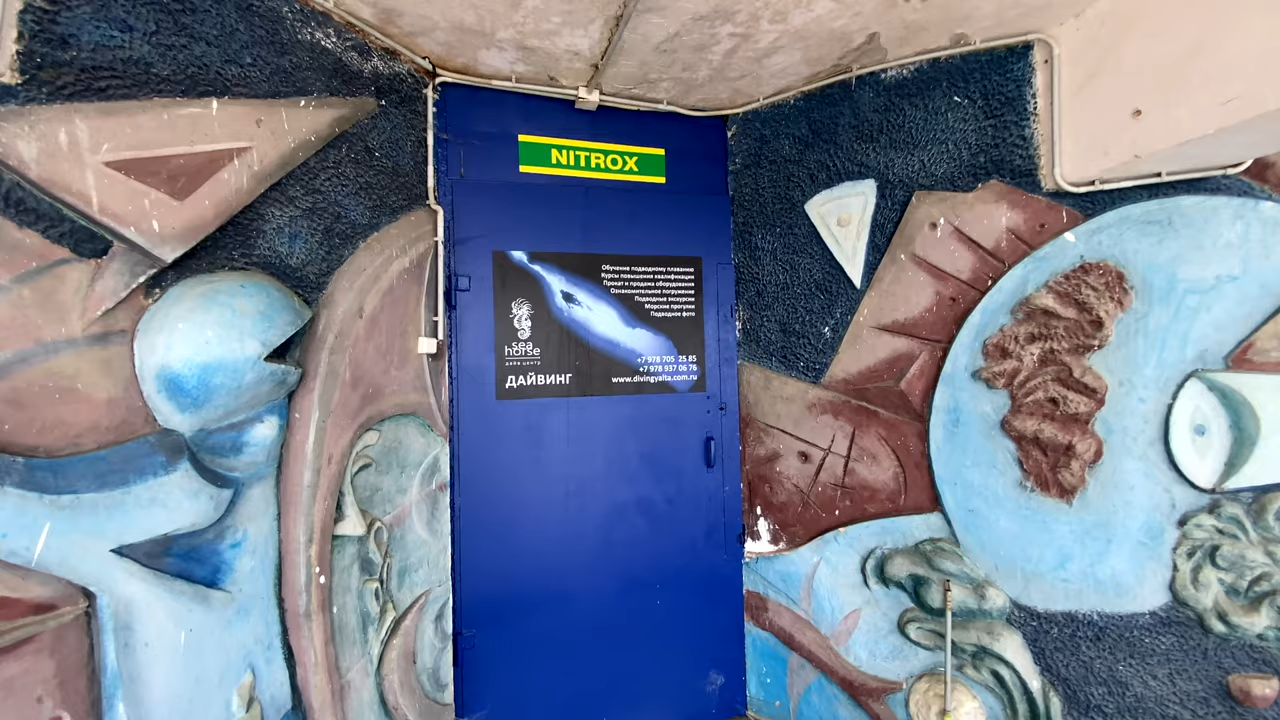 NITROX
Обучение подводному плаванию
Курсы повышения квалификации
Прокат и продажа оборудования
Ознакомительное погружение
Подводные экскурсии
Морские прогулки
Подводное фото
sea
horse
дайв центр
ДАЙВИНГ
+7 978 705 25 85
+7 978 937 06 76
www.divingyalta.com.ru